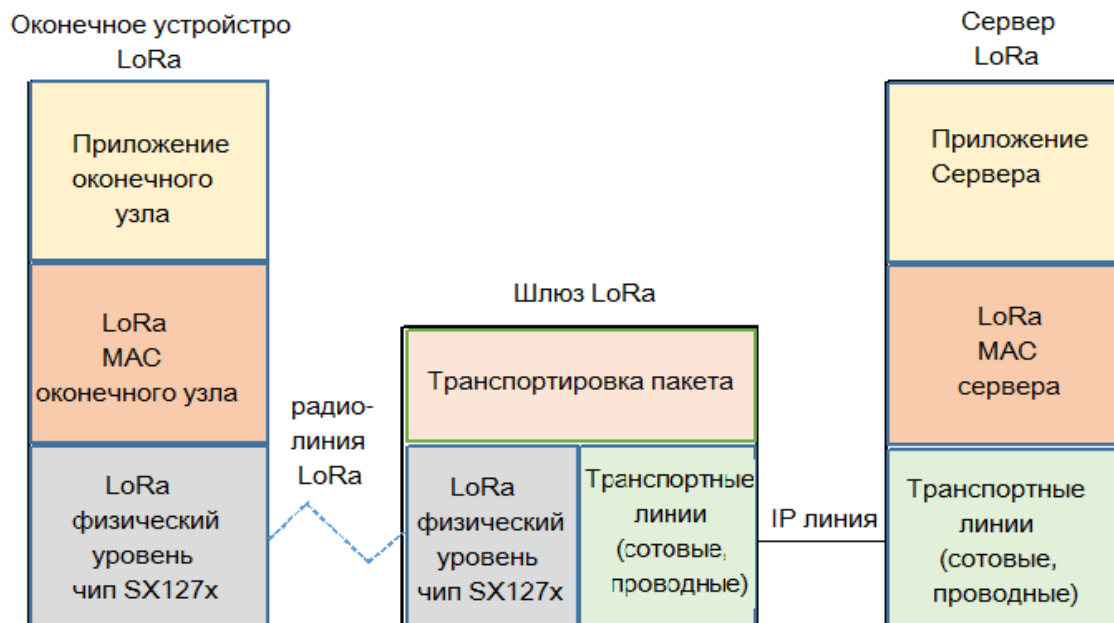 Оконечное устройстро
LoRa
Приложение
оконечного
узла
LoRa
MAC
оконечного узла
LoRa
физический
уровень
чип SX127x
радио-
линия
LoRa
Шлюз LoRa
Транспортировка пакета
LoRa
физический
уровень
чип SX127x
Транспортные
линии
(сотовые,
проводные)
IP линия
Сервер
LoRa
Приложение
Сервера
LoRa
MAC
сервера
Транспортные
линии
(сотовые,
проводные)